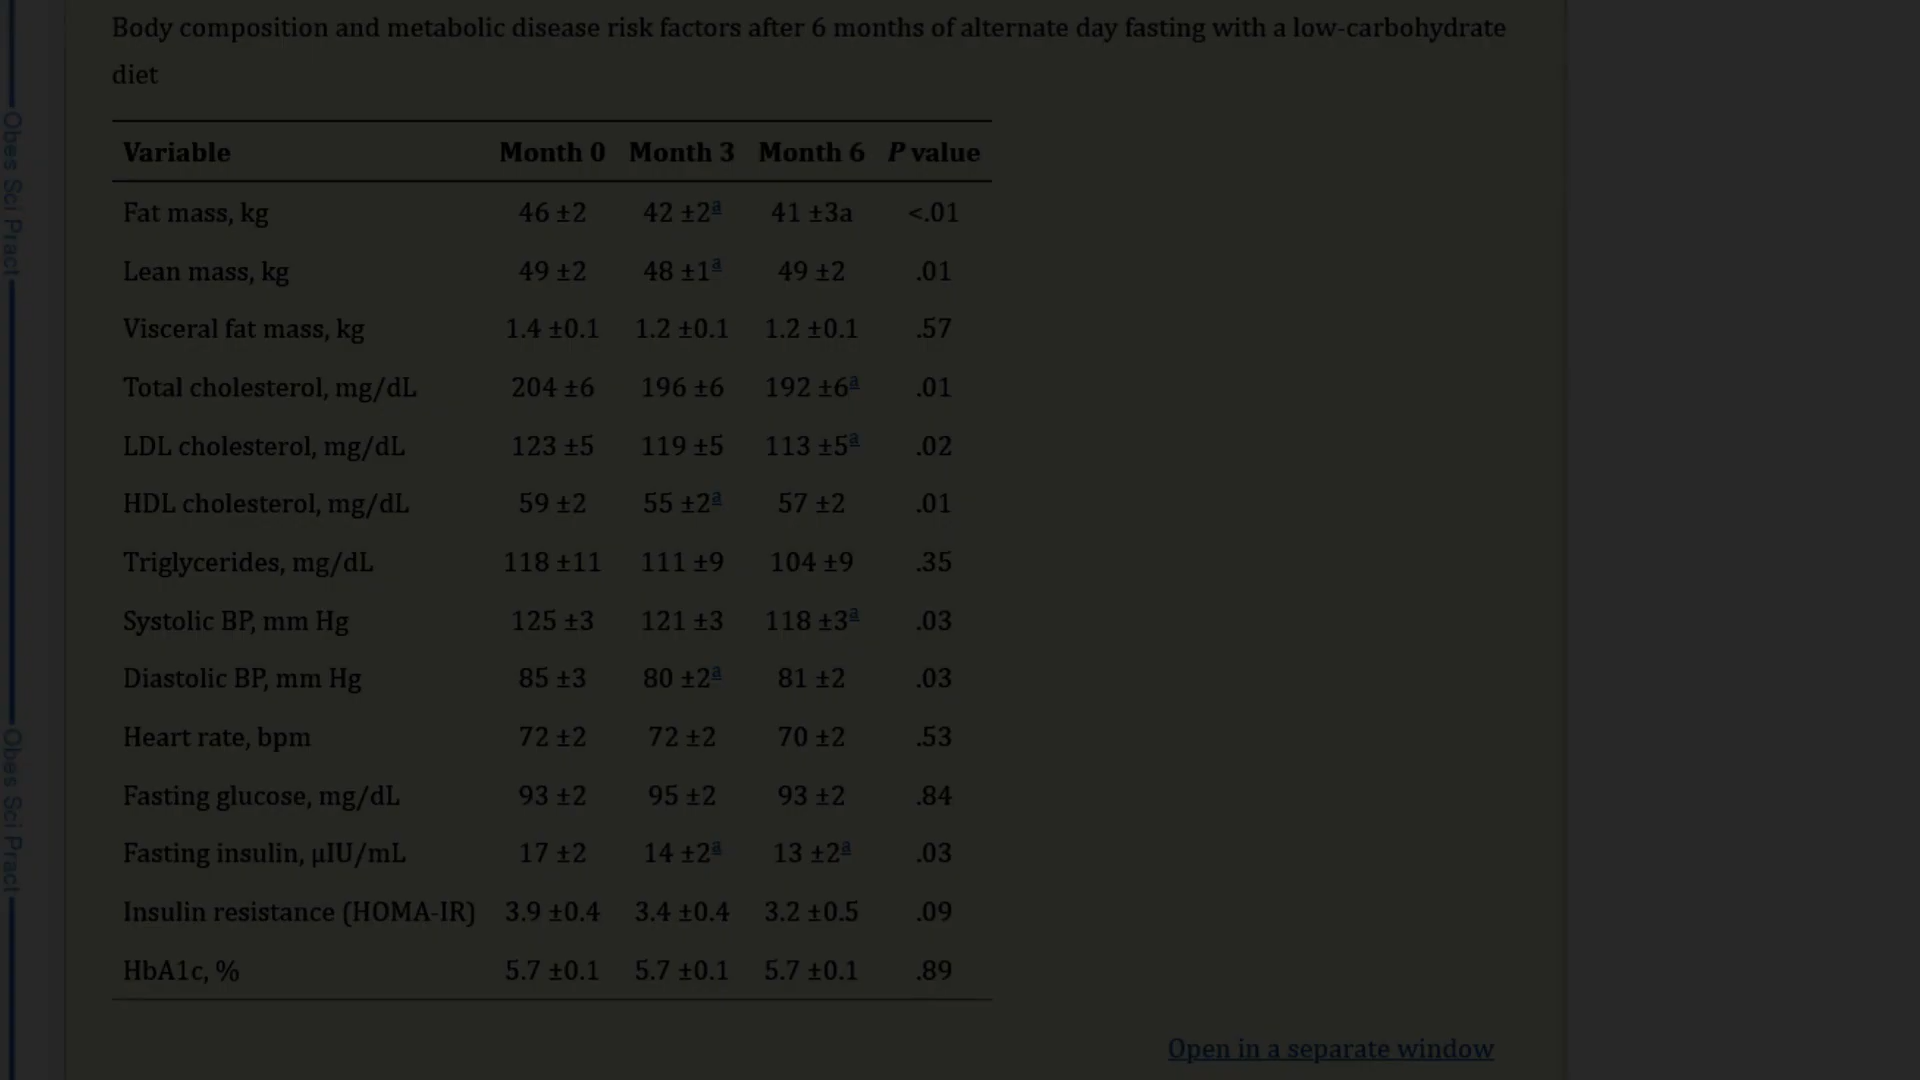 Body composition and metabolic disease risk factors after 6 months of alternate day fasting with a low-carbohydrate
diet
Variable Month 0 Month 3 Month 6 P value
Fat mass, kg 46 ±2 42 ±2a 41 ±3a <.01
Lean mass, kg 49 ±2 48 ±1a 49 ±2 .01
Visceral fat mass, kg 1.4 ±0.1 1.2 ±0.1 1.2 ±0.1 .57
Total cholesterol, mg/dL 204 ±6 196 ±6 192 ±6a .01
LDL cholesterol, mg/dL 123 ±5 119 ±5 113 ±5a .02
HDL cholesterol, mg/dL 59 ±2 55 ±2a 57 ±2 .01
Triglycerides, mg/dL 118 ±11 111 ±9 104 ±9 .35
Systolic BP, mm Hg 125 ±3 121 ±3 118 ±3a .03
Diastolic BP, mm Hg 85 ±3 80 ±2a 81 ±2 .03
Heart rate, bpm 72 ±2 72 ±2 70 ±2 .53
Fasting glucose, mg/dL 93 ±2 95 ±2 93 ±2 .84
Fasting insulin, μIU/mL 17 ±2 14 ±2a 13 ±2a .03
Insulin resistance (HOMA-IR) 3.9 ±0.4 3.4 ±0.4 3.2 ±0.5 .09
HbA1c, % 5.7 ±0.1 5.7 ±0.1 5.7 ±0.1 .89
Open in a separate window
Obes Sci Pract
Obes Sci Pract